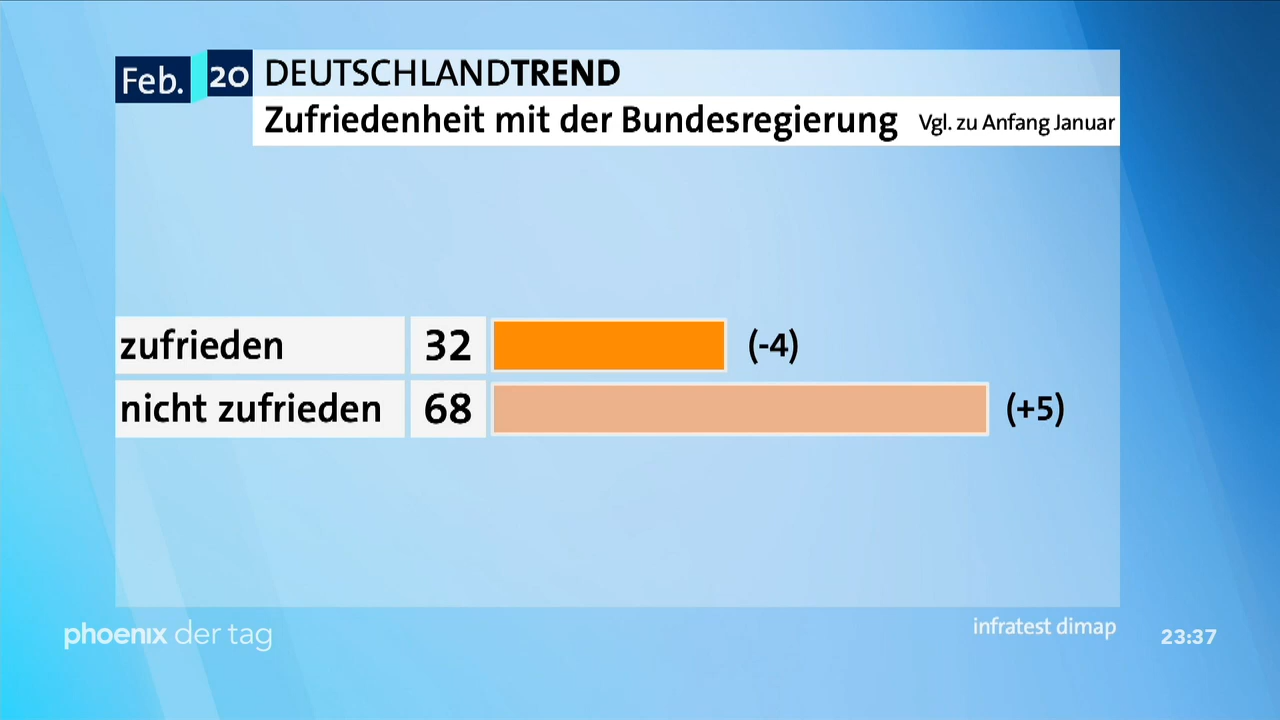 Feb. 20 DEUTSCHLANDTREND
Zufriedenheit mit der Bundesregierung Vgl. zu Anfang Januar
zufrieden 32 (-4)
nicht zufrieden 68 (+5)
infratest dimap
phoenix der tag 23:37